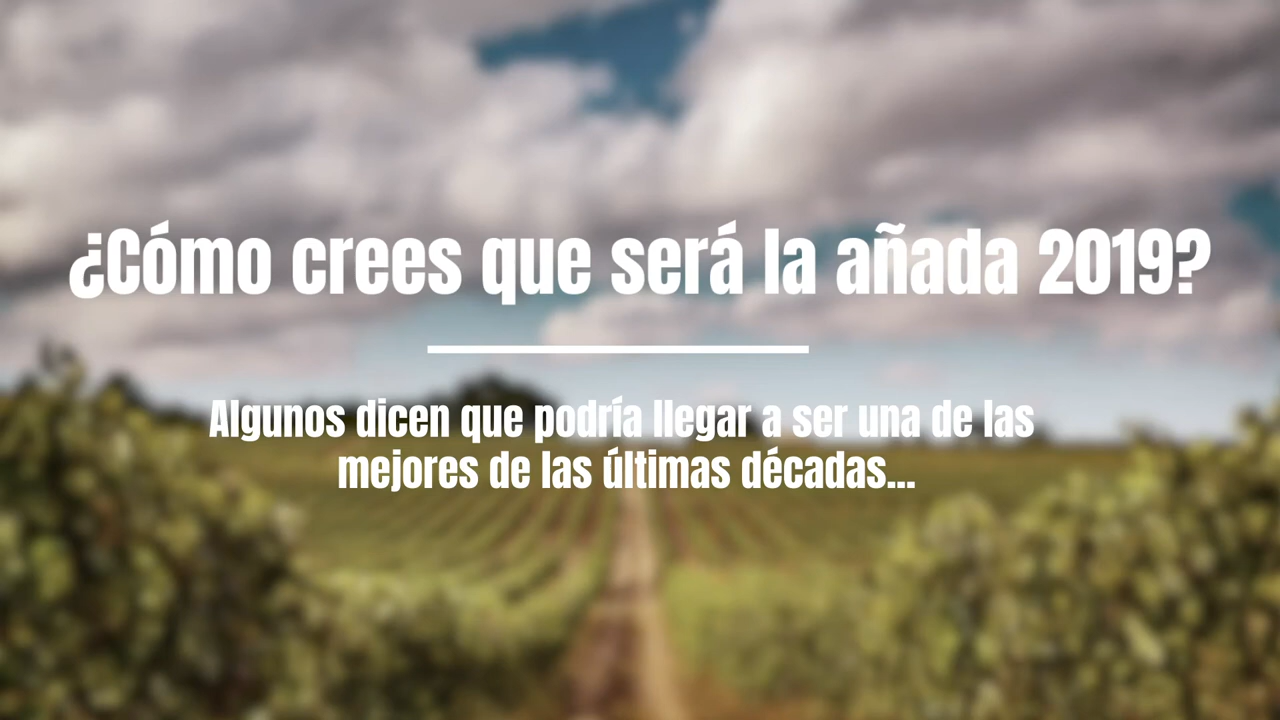 ¿Cómo crees que será la añada 2019?
Algunos dicen que podría llegar a ser una de las
mejores de las últimas décadas...